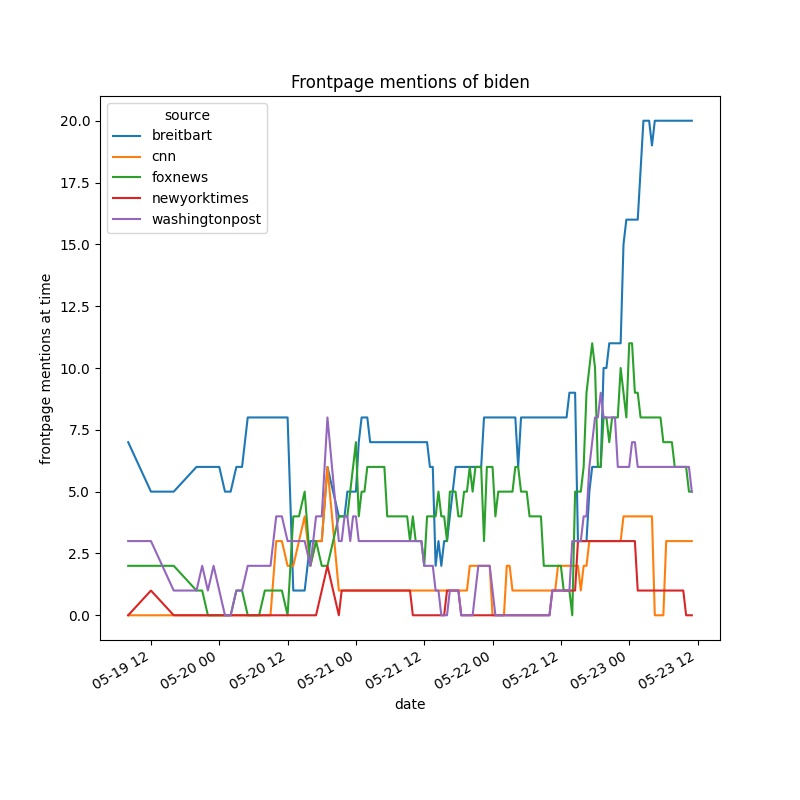 Frontpage mentions of biden
source
breitbart
cnn
foxnews
newyorktimes
washingtonpost
frontpage mentions at time
20.0
17.5
15.0
12.5
10.0
7.5
5.0
2.5
0.0
05-19 12
05-20 00
05-20 12
05-21 00
05-21 12
05-22 00
05-22 12
05-23 00
05-23 12
date